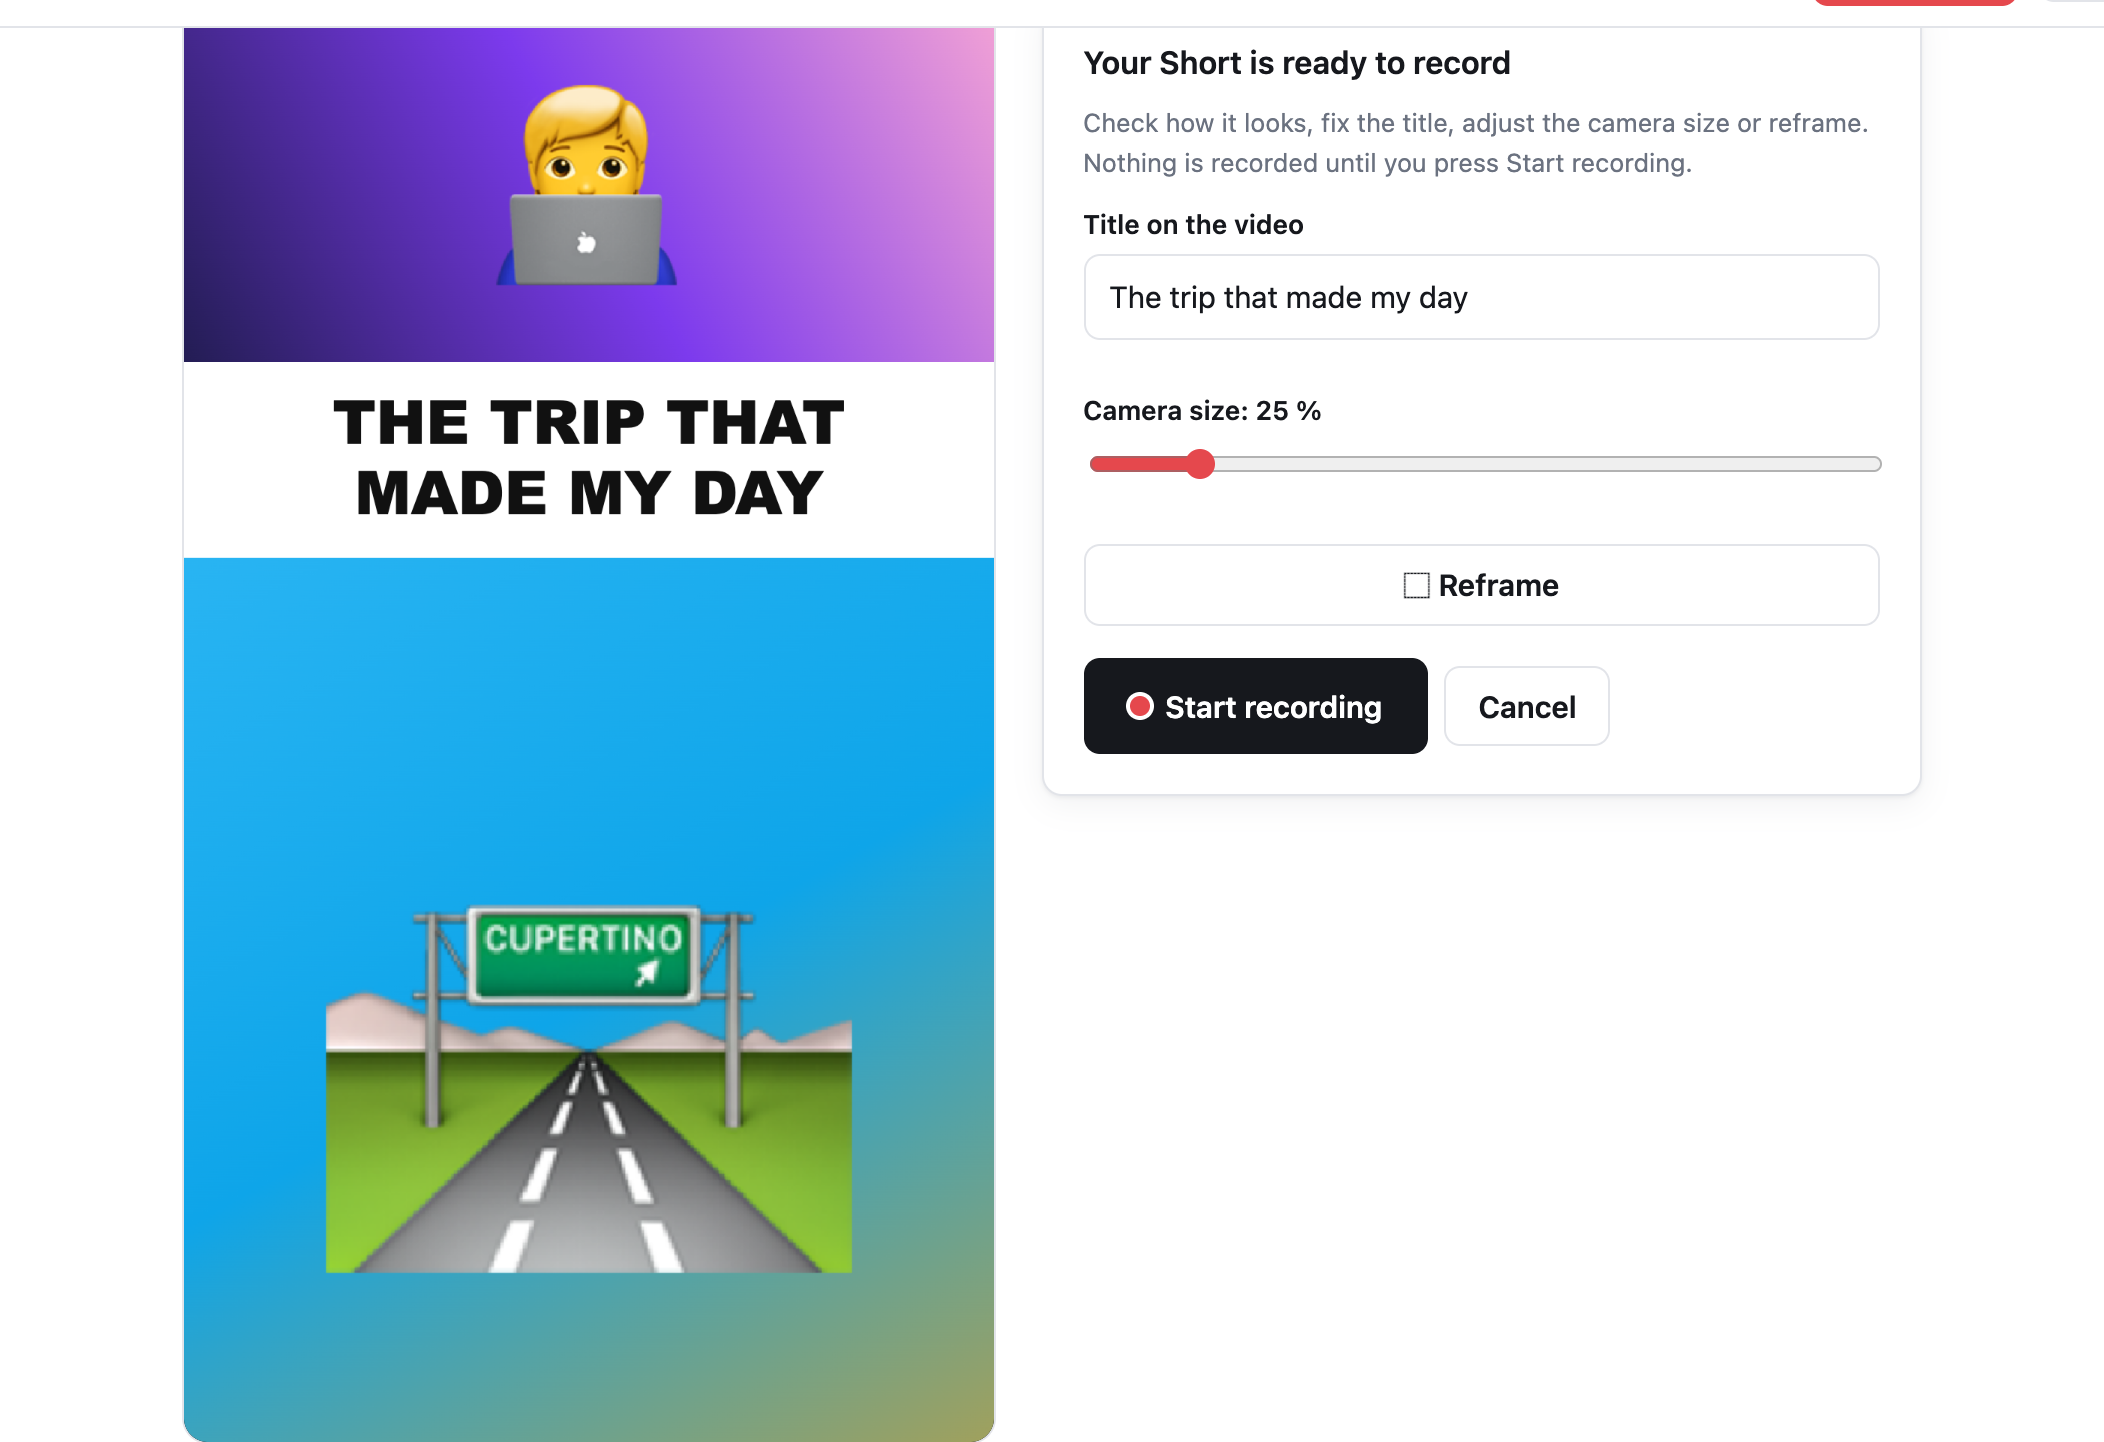 THE TRIP THAT
MADE MY DAY
CUPERTINO
Your Short is ready to record
Check how it looks, fix the title, adjust the camera size or reframe.
Nothing is recorded until you press Start recording.
Title on the video
The trip that made my day
Camera size: 25 %
Reframe
Start recording
Cancel